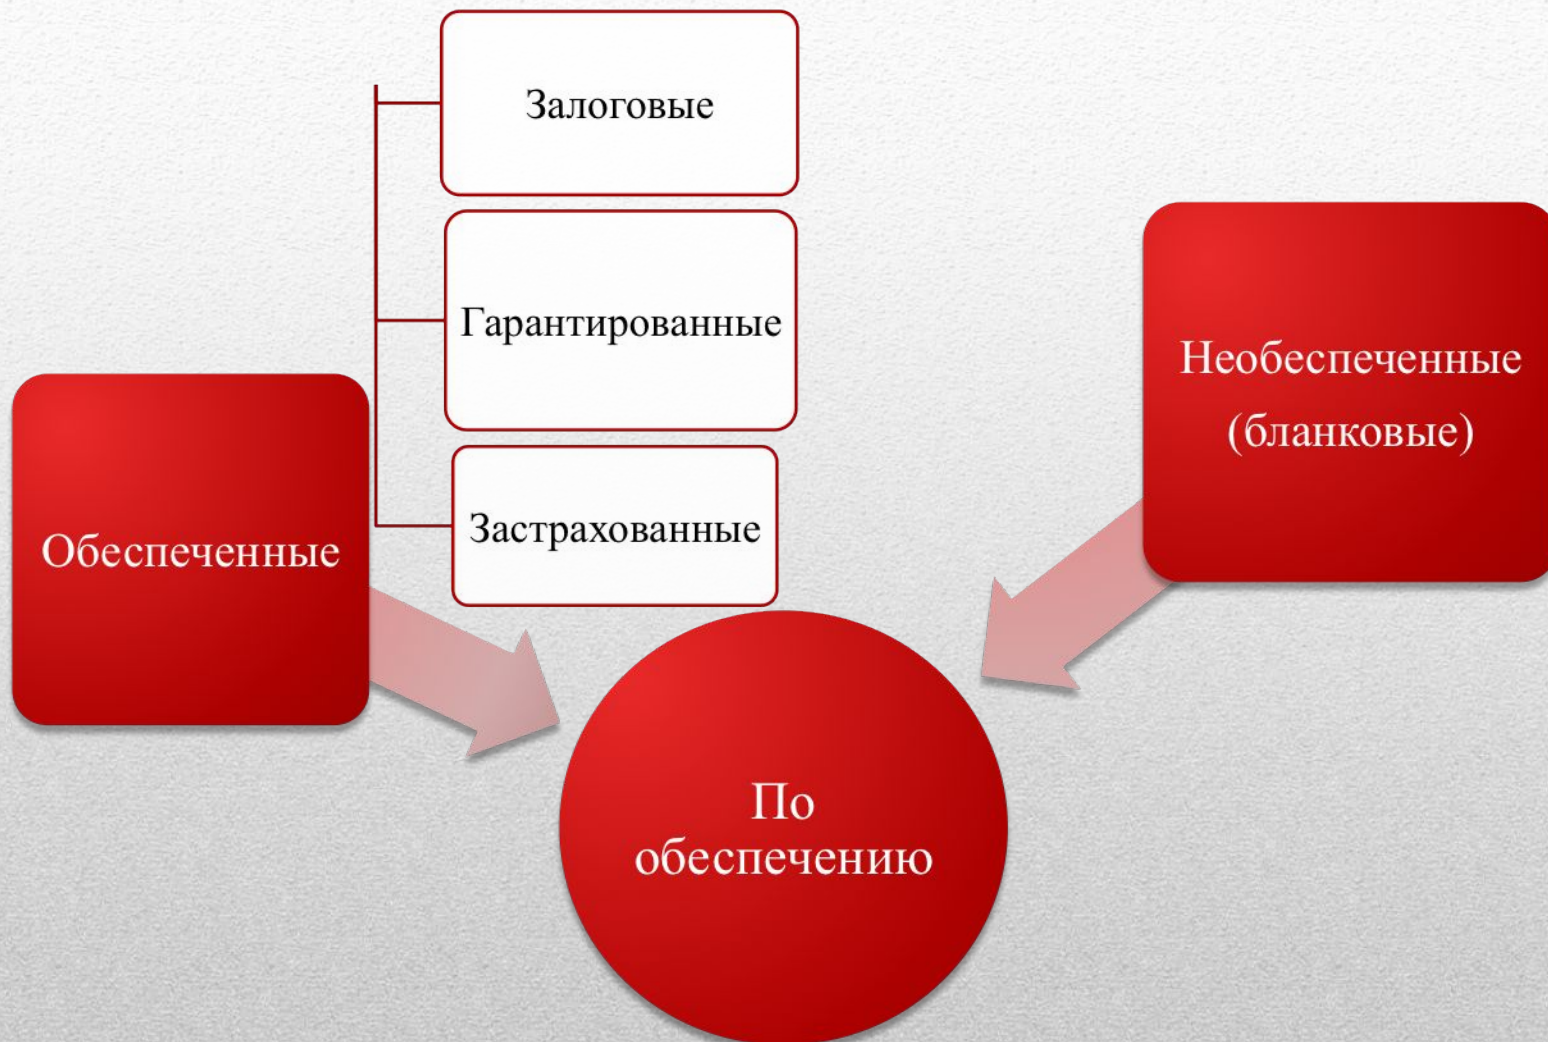 Залоговые
Гарантированные
Застрахованные
Обеспеченные
Необеспеченные
(бланковые)
По
обеспечению